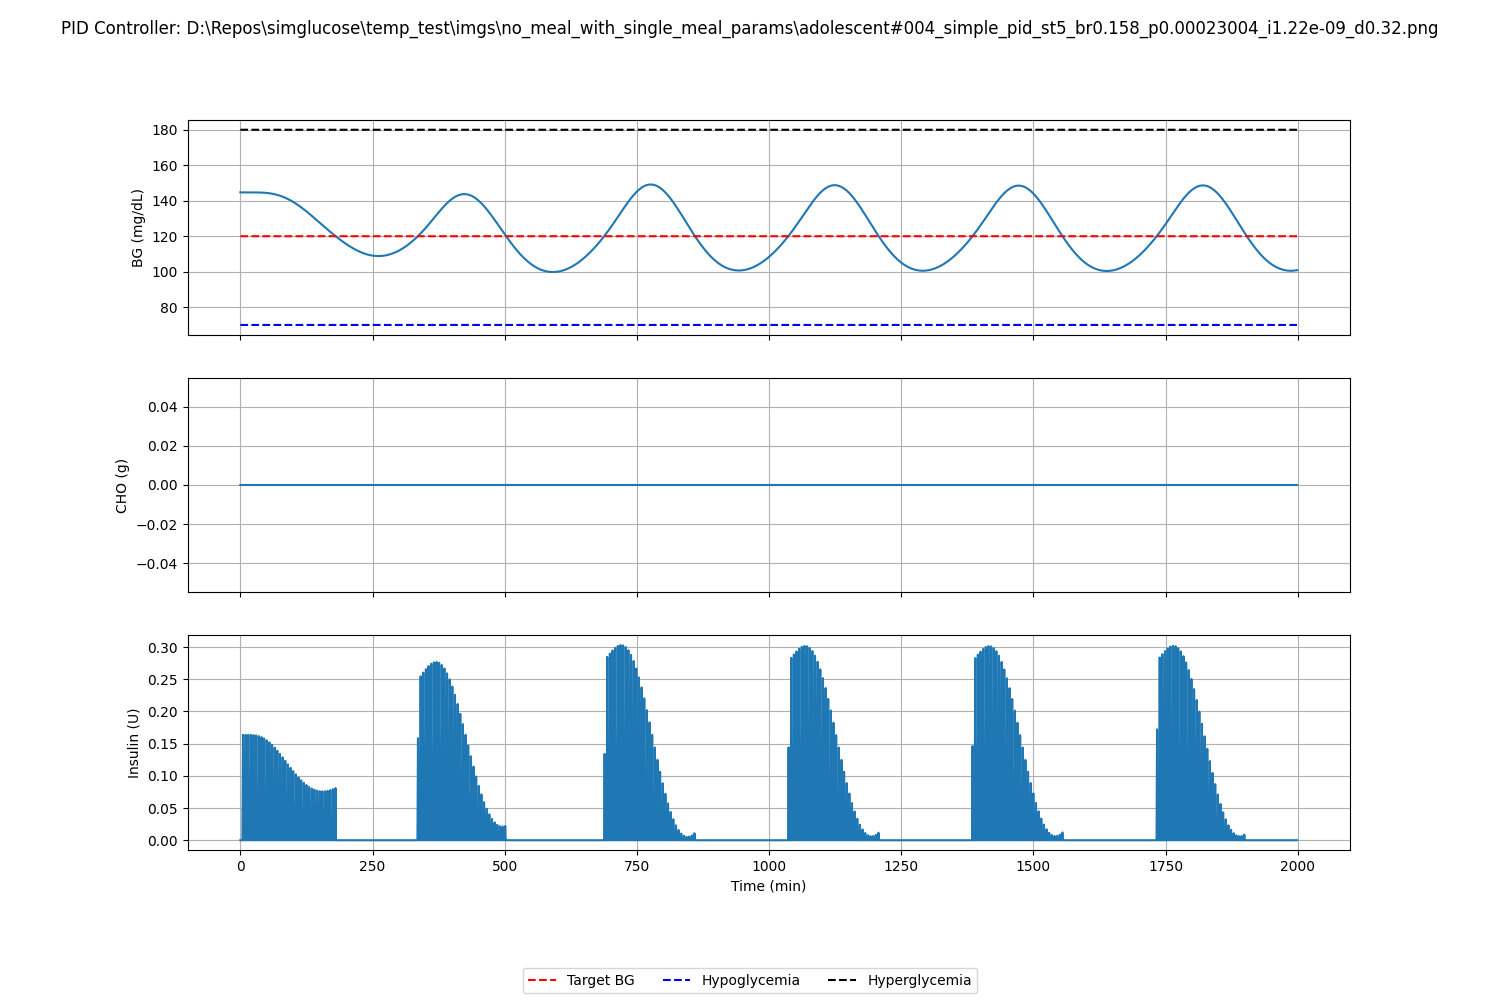 PID Controller: D:\Repos\simglucose\temp_test\imgs\no_meal_with_single_meal_params\adolescent#004_simple_pid_st5_br0.158_p0.00023004_i1.22e-09_d0.32.png
180
160
140
120
100
80
BG (mg/dL)
0.04
0.02
0.00
−0.02
−0.04
CHO (g)
0.30
0.25
0.20
0.15
0.10
0.05
0.00
Insulin (U)
0 250 500 750 1000 1250 1500 1750 2000
Time (min)
Target BG Hypoglycemia Hyperglycemia